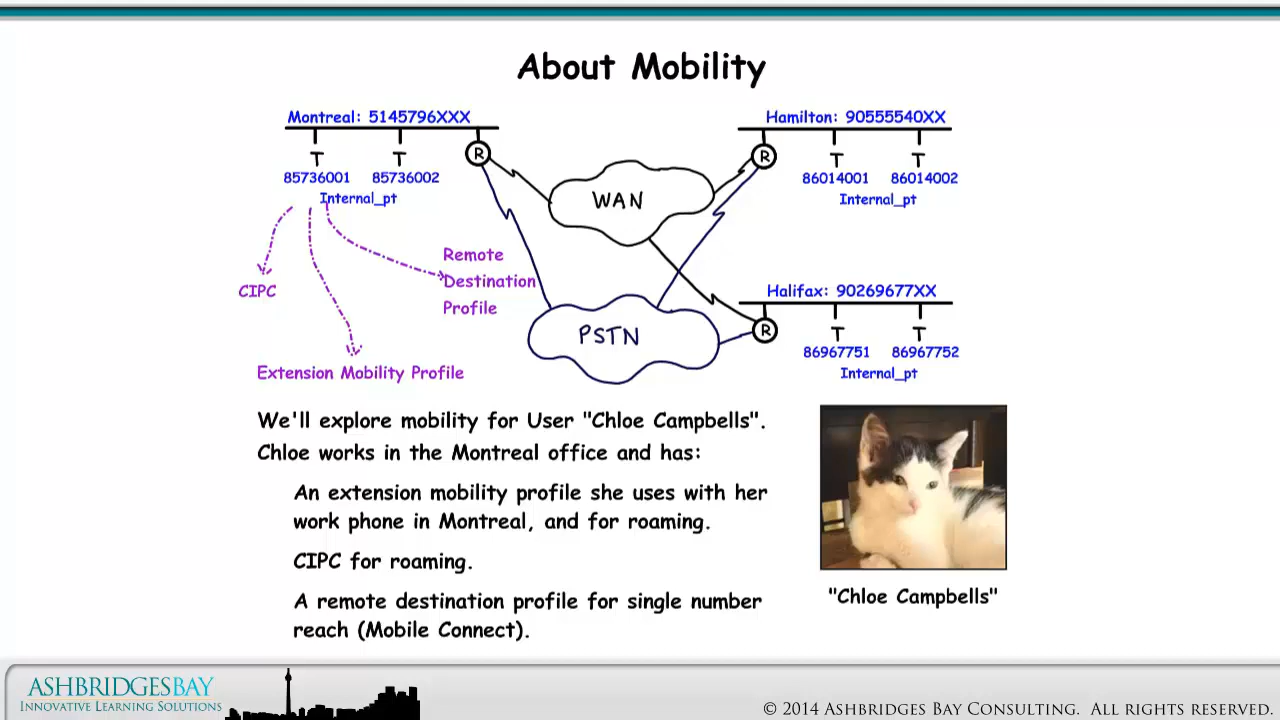 About Mobility
Montreal: 5145796XXX
R
T T
85736001 85736002
Internal_pt
CIPC
Remote
Destination
Profile
Extension Mobility Profile
WAN
PSTN
Hamilton: 90555540XX
R
T T
86014001 86014002
Internal_pt
Halifax: 90269677XX
R
T T
86967751 86967752
Internal_pt
We'll explore mobility for User "Chloe Campbells".
Chloe works in the Montreal office and has:
An extension mobility profile she uses with her
work phone in Montreal, and for roaming.
CIPC for roaming.
A remote destination profile for single number
reach (Mobile Connect).
"Chloe Campbells"
ASHBRIDGESBAY
INNOVATIVE LEARNING SOLUTIONS
© 2014 ASHBRIDGES BAY CONSULTING. ALL RIGHTS RESERVED.